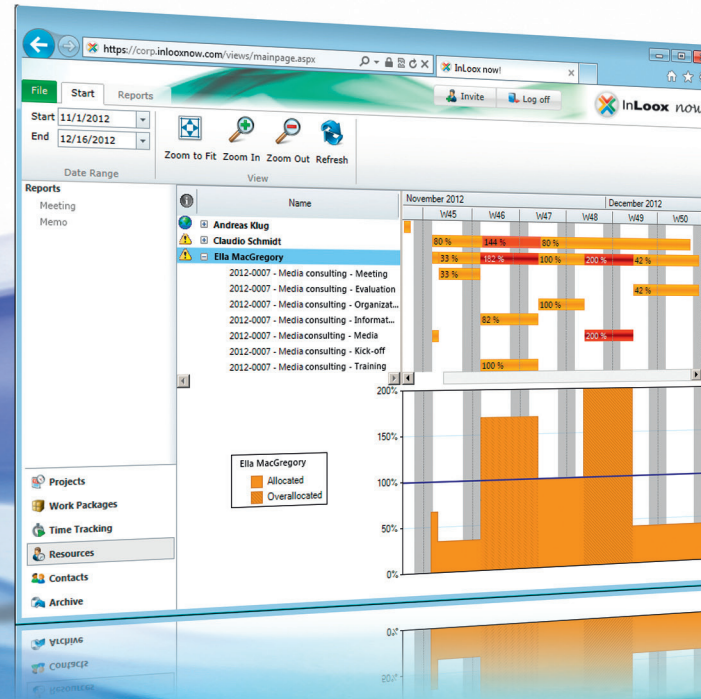 https://corp.inlooxnow.com/views/mainpage.aspx
InLoox now!
File
Start
Reports
Invite
Log off
InLoox now
Start 11/1/2012
End 12/16/2012
Date Range
Zoom to Fit
Zoom In
Zoom Out
Refresh
View
Reports
Meeting
Memo
Name
November 2012
December 2012
W45 W46 W47 W48 W49 W50
Andreas Klug
Claudio Schmidt
80 % 144 % 80 %
Ella MacGregory
33 % 182 % 100 % 200 % 42 %
2012-0007 - Media consulting - Meeting
33 %
2012-0007 - Media consulting - Evaluation
42 %
2012-0007 - Media consulting - Organizat...
100 %
2012-0007 - Media consulting - Informat...
82 %
2012-0007 - Media consulting - Media
200 %
2012-0007 - Media consulting - Kick-off
2012-0007 - Media consulting - Training
100 %
200%
150%
100%
50%
0%
Ella MacGregory
Allocated
Overallocated
Projects
Work Packages
Time Tracking
Resources
Contacts
Archive